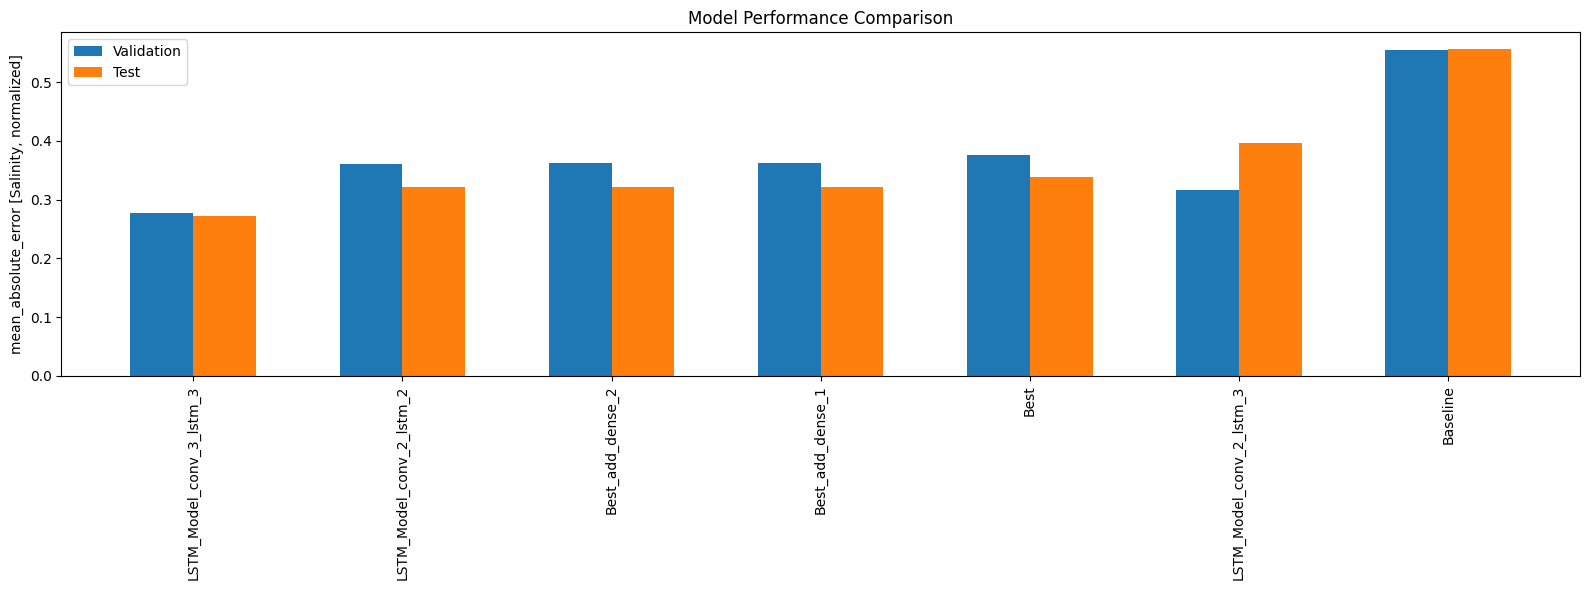 Model Performance Comparison
mean_absolute_error [Salinity, normalized]
Validation
Test
0.5
0.4
0.3
0.2
0.1
0.0
LSTM_Model_conv_3_lstm_3
LSTM_Model_conv_2_lstm_2
Best_add_dense_2
Best_add_dense_1
Best
LSTM_Model_conv_2_lstm_3
Baseline